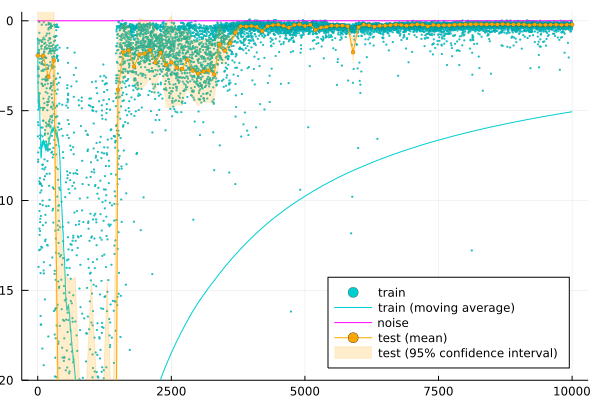 0
5
10
15
20
0
2500
5000
7500
10000
train
train (moving average)
noise
test (mean)
test (95% confidence interval)